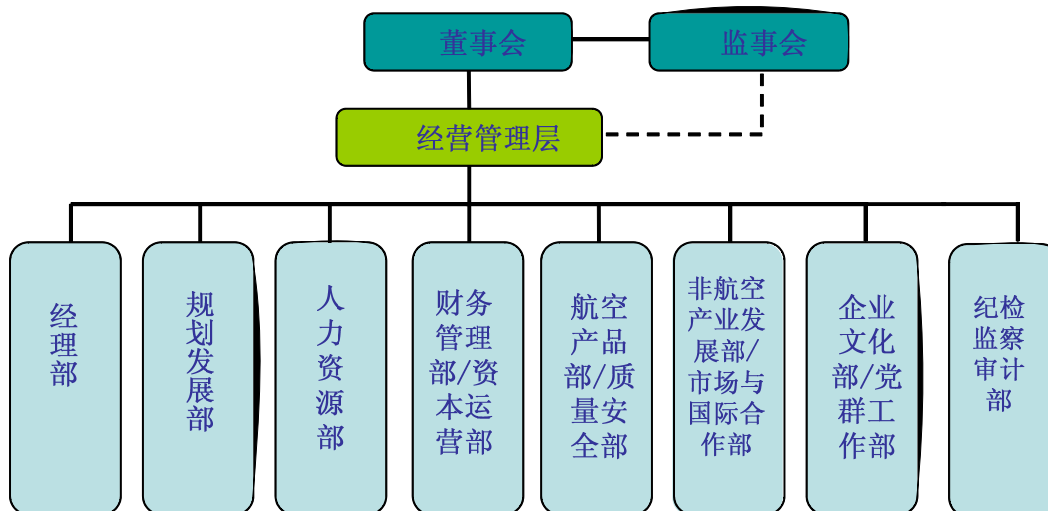 董事会
监事会
经营管理层
经
理
部
规
划
发
展
部
人
力
资
源
部
财务
管理
部/资
本运
营部
航空
产品
部/质
量安
全部
非航空
产业发
展部/
市场与
国际合
作部
企业
文化
部/党
群工
作部
纪检
监察
审计
部